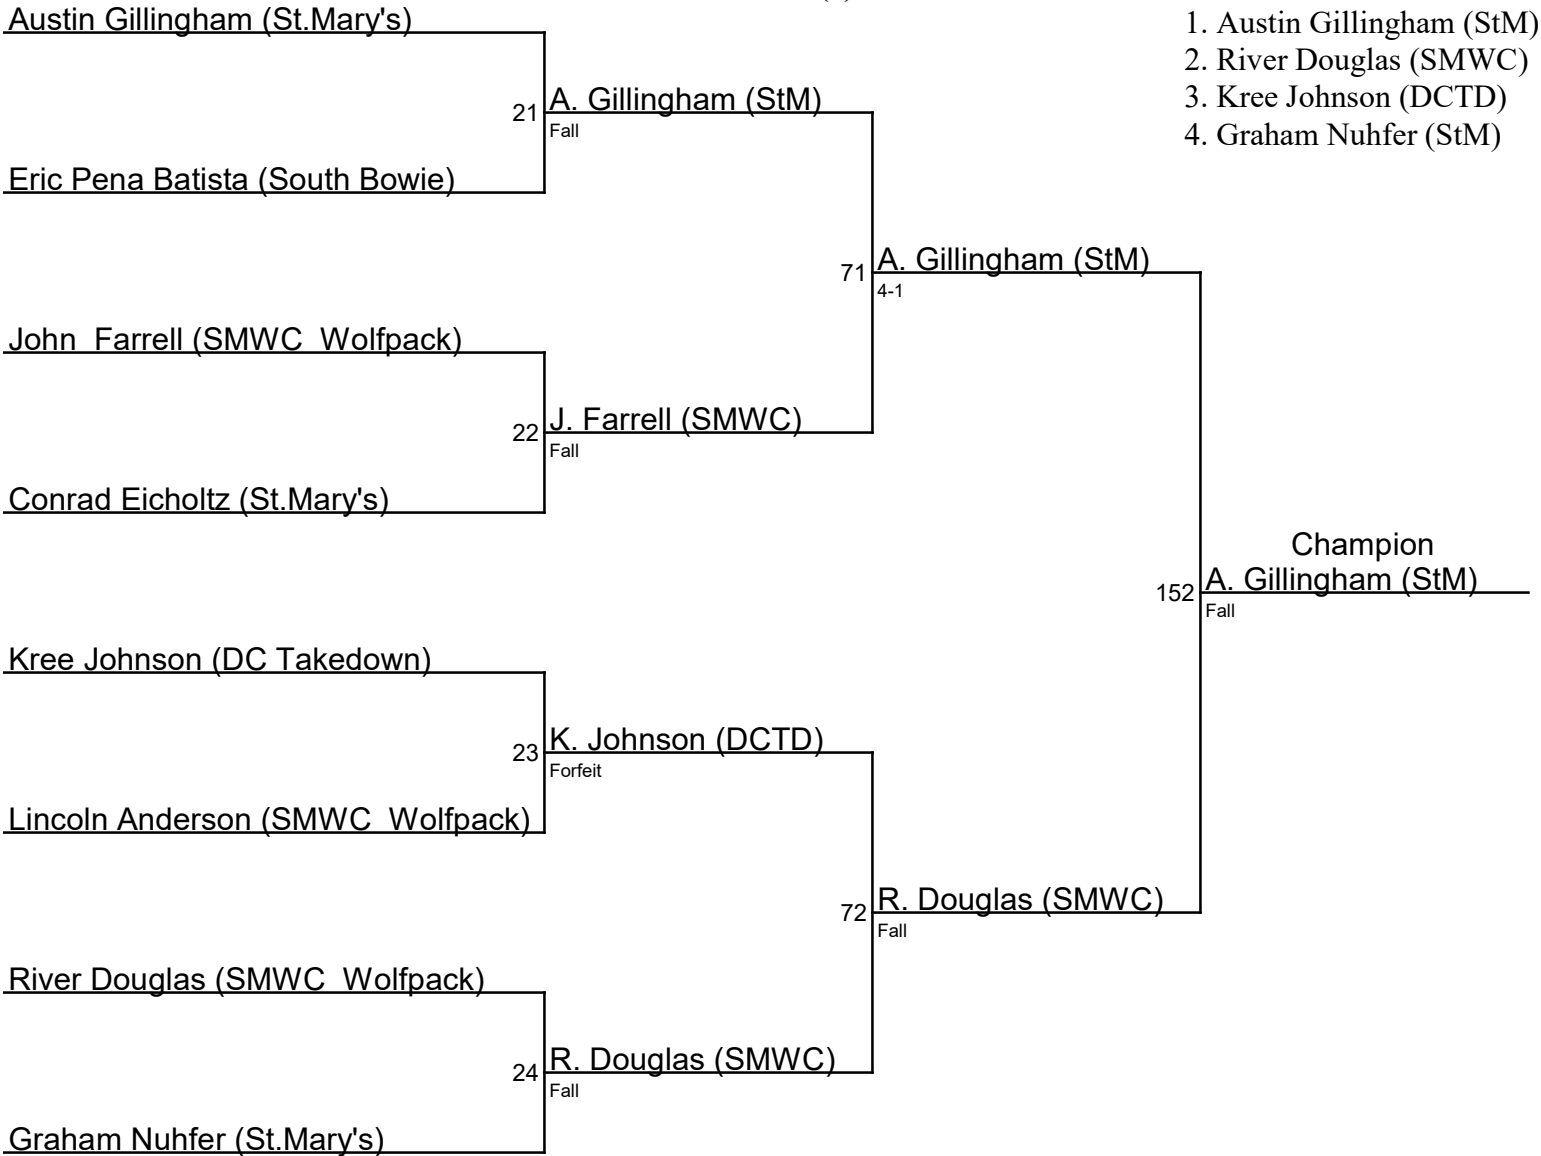 Austin Gillingham (St.Mary's)
1. Austin Gillingham (StM)
2. River Douglas (SMWC)
3. Kree Johnson (DCTD)
4. Graham Nuhfer (StM)
21 A. Gillingham (StM)
Fall
Eric Pena Batista (South Bowie)
71 A. Gillingham (StM)
4-1
John  Farrell (SMWC  Wolfpack)
22 J. Farrell (SMWC)
Fall
Conrad Eicholtz (St.Mary's)
Champion
152 A. Gillingham (StM)
Fall
Kree Johnson (DC Takedown)
23 K. Johnson (DCTD)
Forfeit
Lincoln Anderson (SMWC  Wolfpack)
72 R. Douglas (SMWC)
Fall
River Douglas (SMWC  Wolfpack)
24 R. Douglas (SMWC)
Fall
Graham Nuhfer (St.Mary's)